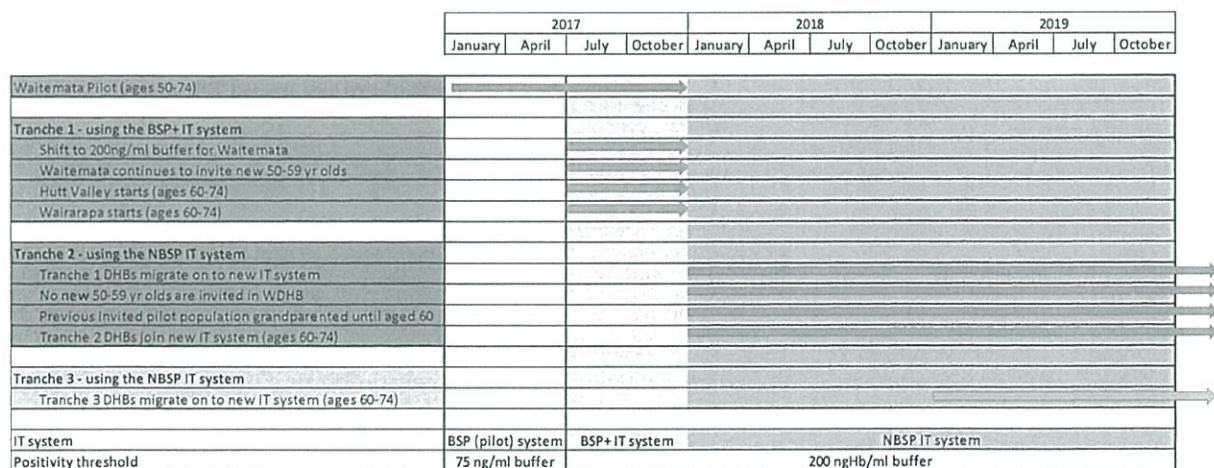 2017 2018 2019
January April July October January April July October January April July October
Waitemata Pilot (ages 50-74)
Tranche 1 - using the BSP+ IT system
Shift to 200ng/ml buffer for Waitemata
Waitemata continues to invite new 50-59 yr olds
Hutt Valley starts (ages 60-74)
Wairarapa starts (ages 60-74)
Tranche 2 - using the NBSP IT system
Tranche 1 DHBs migrate on to new IT system
No new 50-59 yr olds are invited in WDHB
Previous invited pilot population grandparented until aged 60
Tranche 2 DHBs join new IT system (ages 60-74)
Tranche 3 - using the NBSP IT system
Tranche 3 DHBs migrate on to new IT system (ages 60-74)
IT system BSP (pilot) system BSP+ IT system NBSP IT system
Positivity threshold 75 ng/ml buffer 200 ngHb/ml buffer